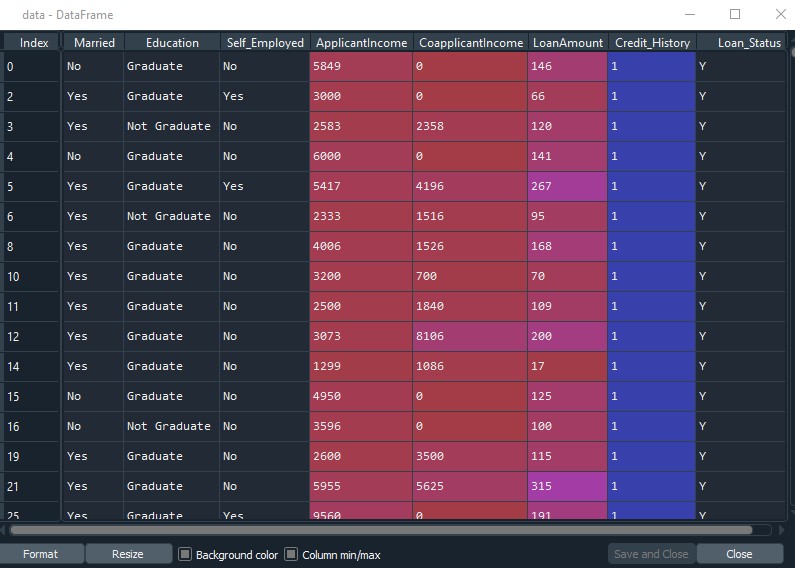 data - DataFrame
Index Married Education Self_Employed ApplicantIncome CoapplicantIncome LoanAmount Credit_History Loan_Status
0 No Graduate No 5849 0 146 1 Y
2 Yes Graduate Yes 3000 0 66 1 Y
3 Yes Not Graduate No 2583 2358 120 1 Y
4 No Graduate No 6000 0 141 1 Y
5 Yes Graduate Yes 5417 4196 267 1 Y
6 Yes Not Graduate No 2333 1516 95 1 Y
8 Yes Graduate No 4006 1526 168 1 Y
10 Yes Graduate No 3200 700 70 1 Y
11 Yes Graduate No 2500 1840 109 1 Y
12 Yes Graduate No 3073 8106 200 1 Y
14 Yes Graduate No 1299 1086 17 1 Y
15 No Graduate No 4950 0 125 1 Y
16 No Not Graduate No 3596 0 100 1 Y
19 Yes Graduate No 2600 3500 115 1 Y
21 Yes Graduate No 5955 5625 315 1 Y
25 Yes Graduate Yes 9560 0 191 1 Y
Format Resize Background color Column min/max Save and Close Close